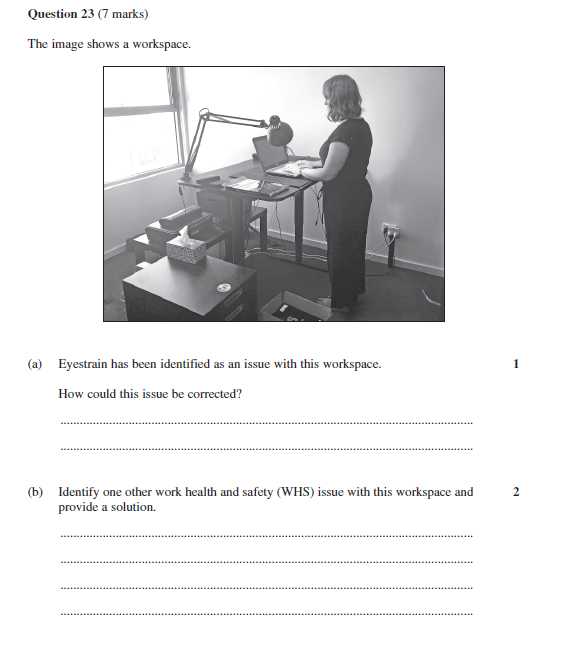 Question 23 (7 marks)
The image shows a workspace.
(a) Eyestrain has been identified as an issue with this workspace. 1
How could this issue be corrected?
(b) Identify one other work health and safety (WHS) issue with this workspace and 2
provide a solution.